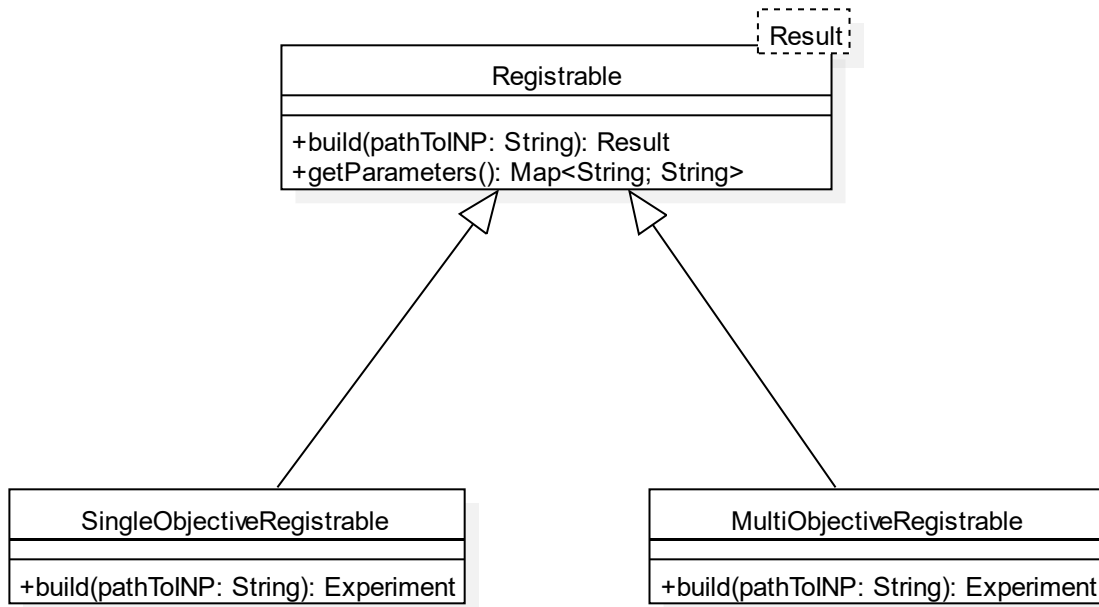 Result
Registrable
+build(pathToINP: String): Result
+getParameters(): Map<String; String>
SingleObjectiveRegistrable
+build(pathToINP: String): Experiment
MultiObjectiveRegistrable
+build(pathToINP: String): Experiment